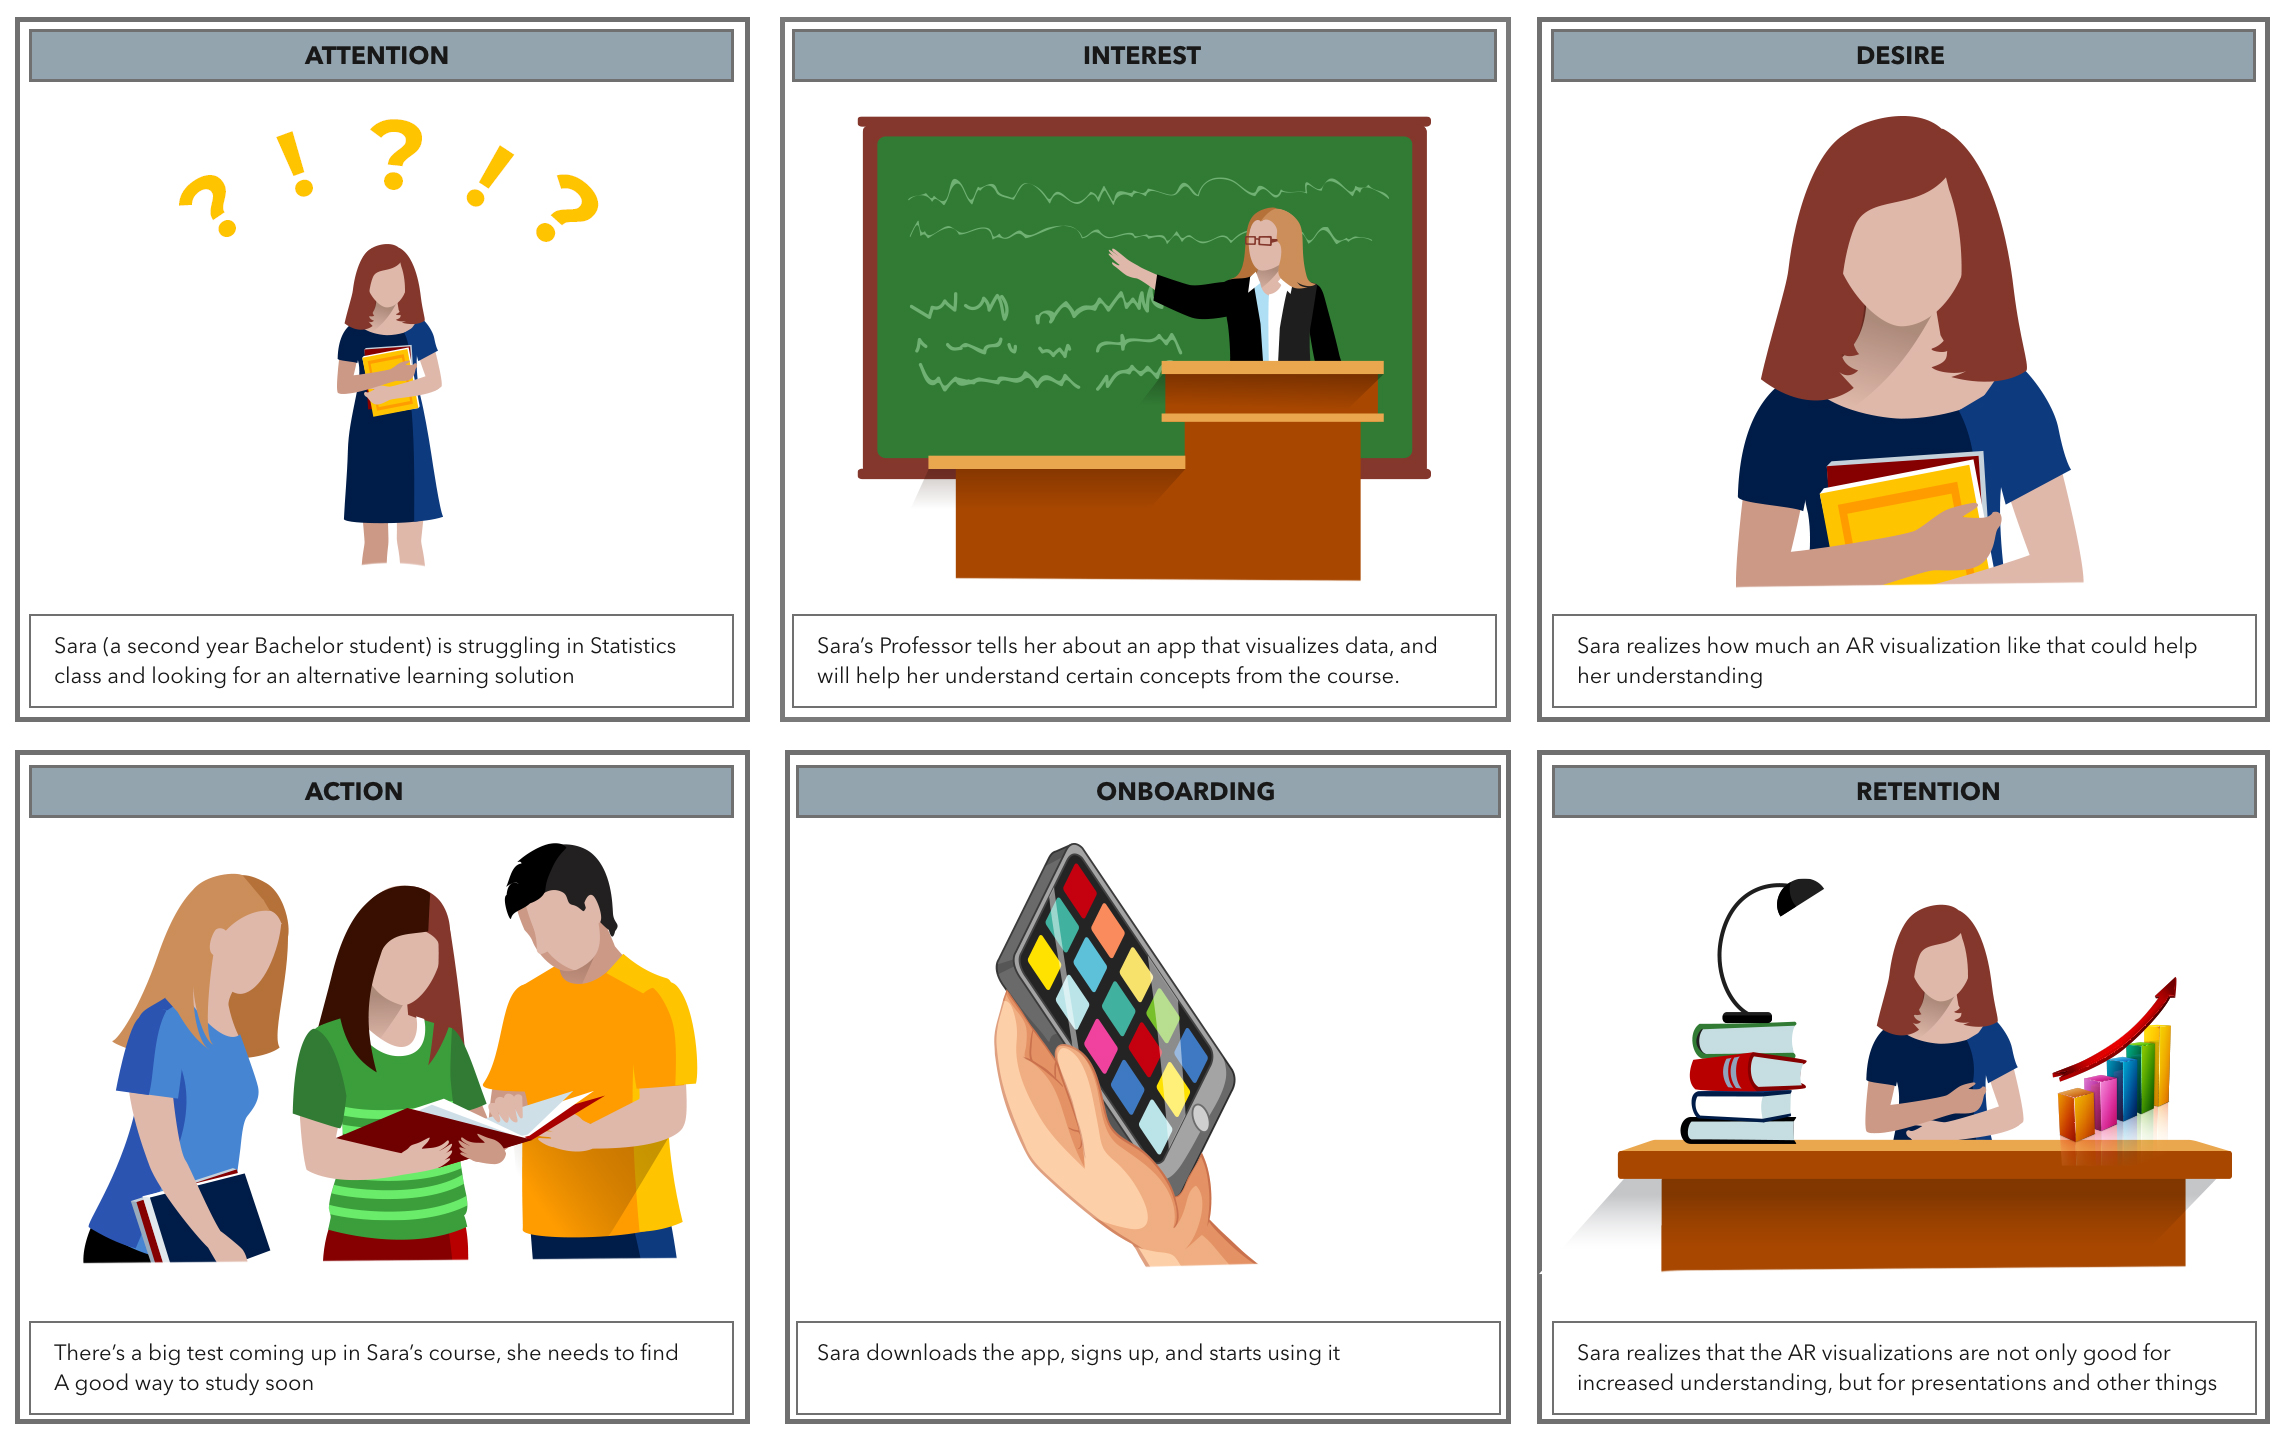 ATTENTION
Sara (a second year Bachelor student) is struggling in Statistics
class and looking for an alternative learning solution
INTEREST
Sara’s Professor tells her about an app that visualizes data, and
will help her understand certain concepts from the course.
DESIRE
Sara realizes how much an AR visualization like that could help
her understanding
ACTION
There’s a big test coming up in Sara’s course, she needs to find
A good way to study soon
ONBOARDING
Sara downloads the app, signs up, and starts using it
RETENTION
Sara realizes that the AR visualizations are not only good for
increased understanding, but for presentations and other things